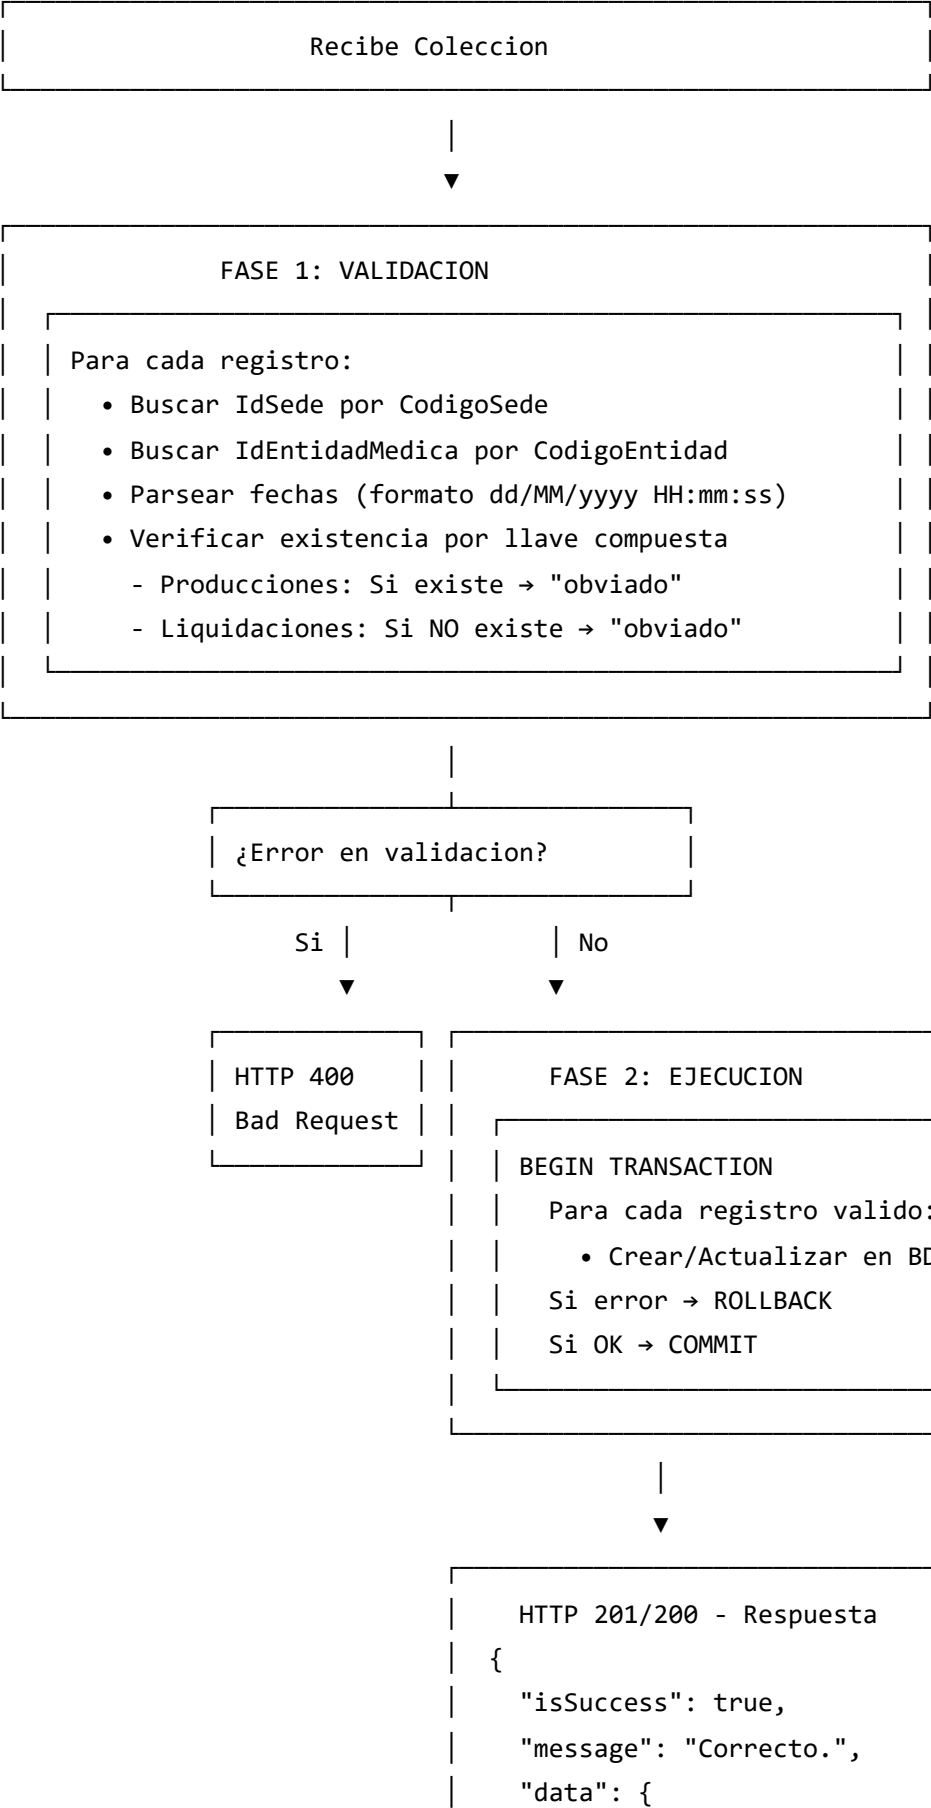 Recibe Coleccion
FASE 1: VALIDACION
Para cada registro:
• Buscar IdSede por CodigoSede
• Buscar IdEntidadMedica por CodigoEntidad
• Parsear fechas (formato dd/MM/yyyy HH:mm:ss)
• Verificar existencia por llave compuesta
- Producciones: Si existe → "obviado"
- Liquidaciones: Si NO existe → "obviado"
¿Error en validacion?
Si
No
HTTP 400
Bad Request
FASE 2: EJECUCION
BEGIN TRANSACTION
Para cada registro valido:
• Crear/Actualizar en BD
Si error → ROLLBACK
Si OK → COMMIT
HTTP 201/200 - Respuesta
{
"isSuccess": true,
"message": "Correcto.",
"data": {